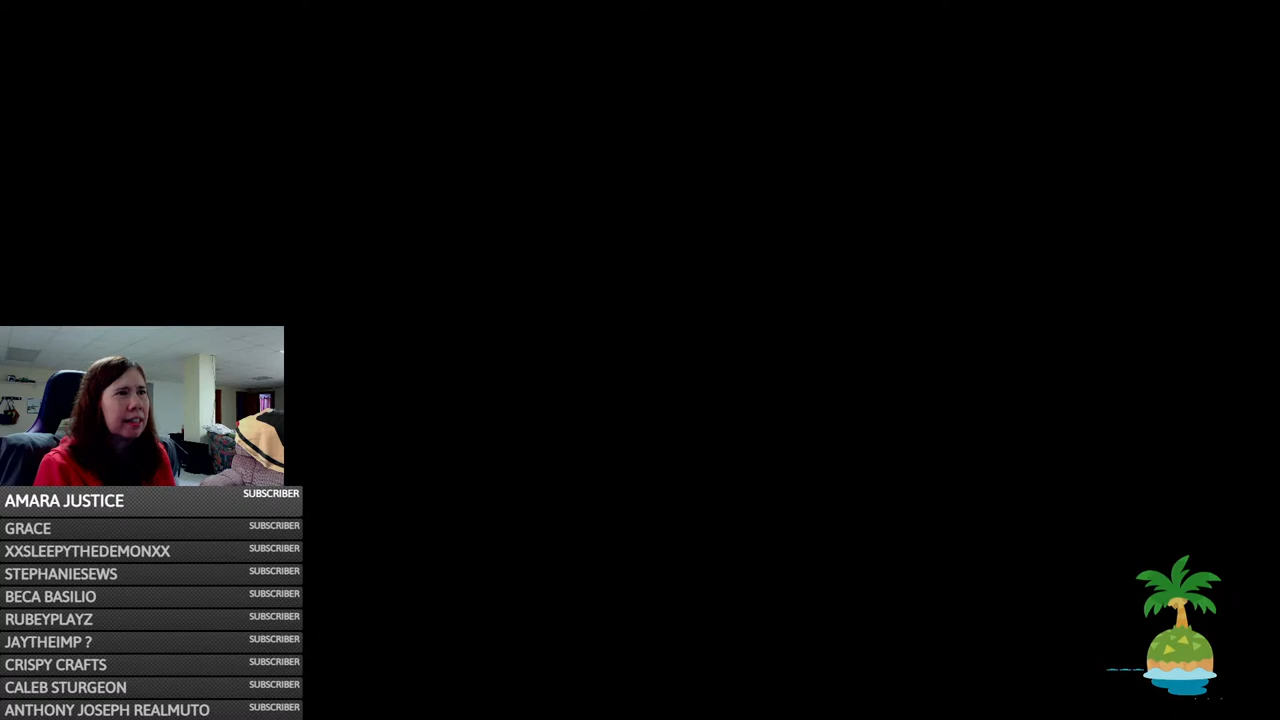 AMARA JUSTICE SUBSCRIBER
GRACE SUBSCRIBER
XXSLEEPYTHEDEMONXX SUBSCRIBER
STEPHANIESEWS SUBSCRIBER
BECA BASILIO SUBSCRIBER
RUBEYPLAYZ SUBSCRIBER
JAYTHEIMP ? SUBSCRIBER
CRISPY CRAFTS SUBSCRIBER
CALEB STURGEON SUBSCRIBER
ANTHONY JOSEPH REALMUTO SUBSCRIBER